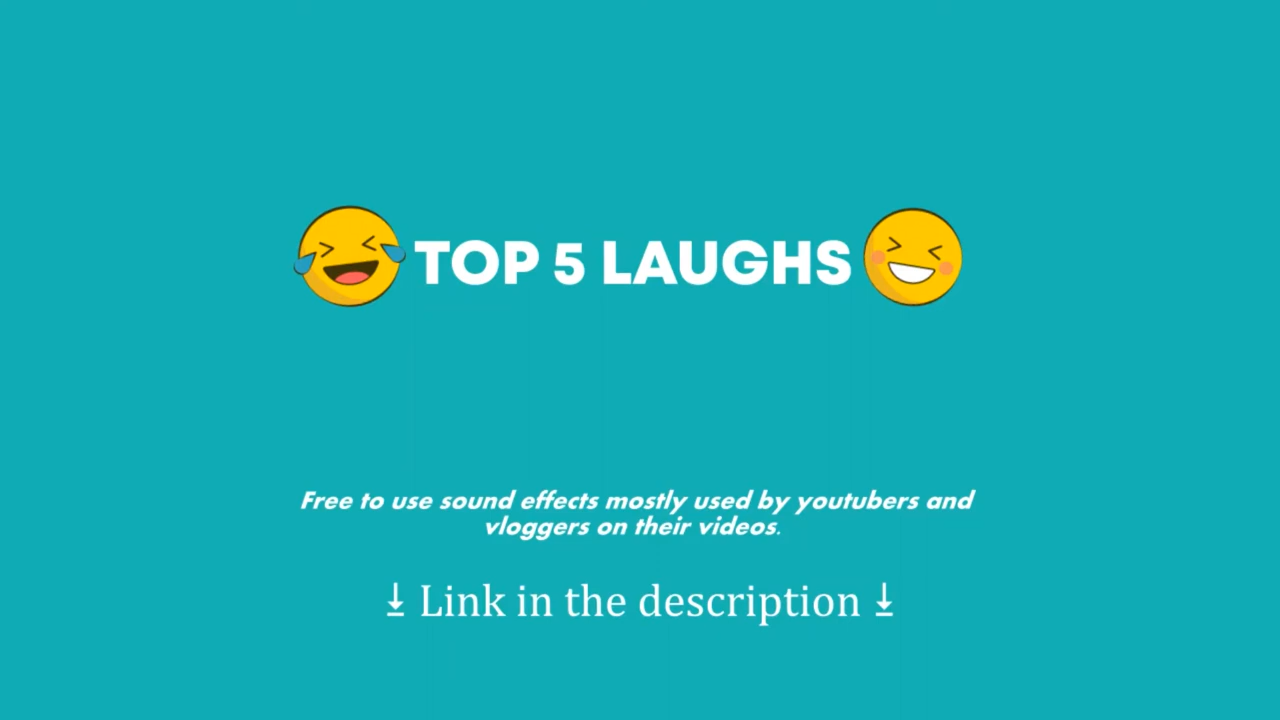 TOP 5 LAUGHS
Free to use sound effects mostly used by youtubers and
vloggers on their videos.
⤓ Link in the description ⤓